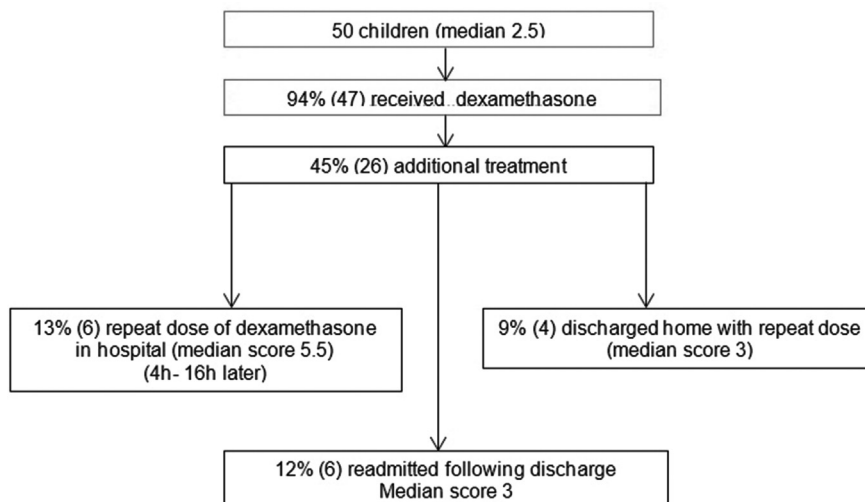 50 children (median 2.5)
94% (47) received dexamethasone
45% (26) additional treatment
13% (6) repeat dose of dexamethasone
in hospital (median score 5.5)
(4h- 16h later)
9% (4) discharged home with repeat dose
(median score 3)
12% (6) readmitted following discharge
Median score 3